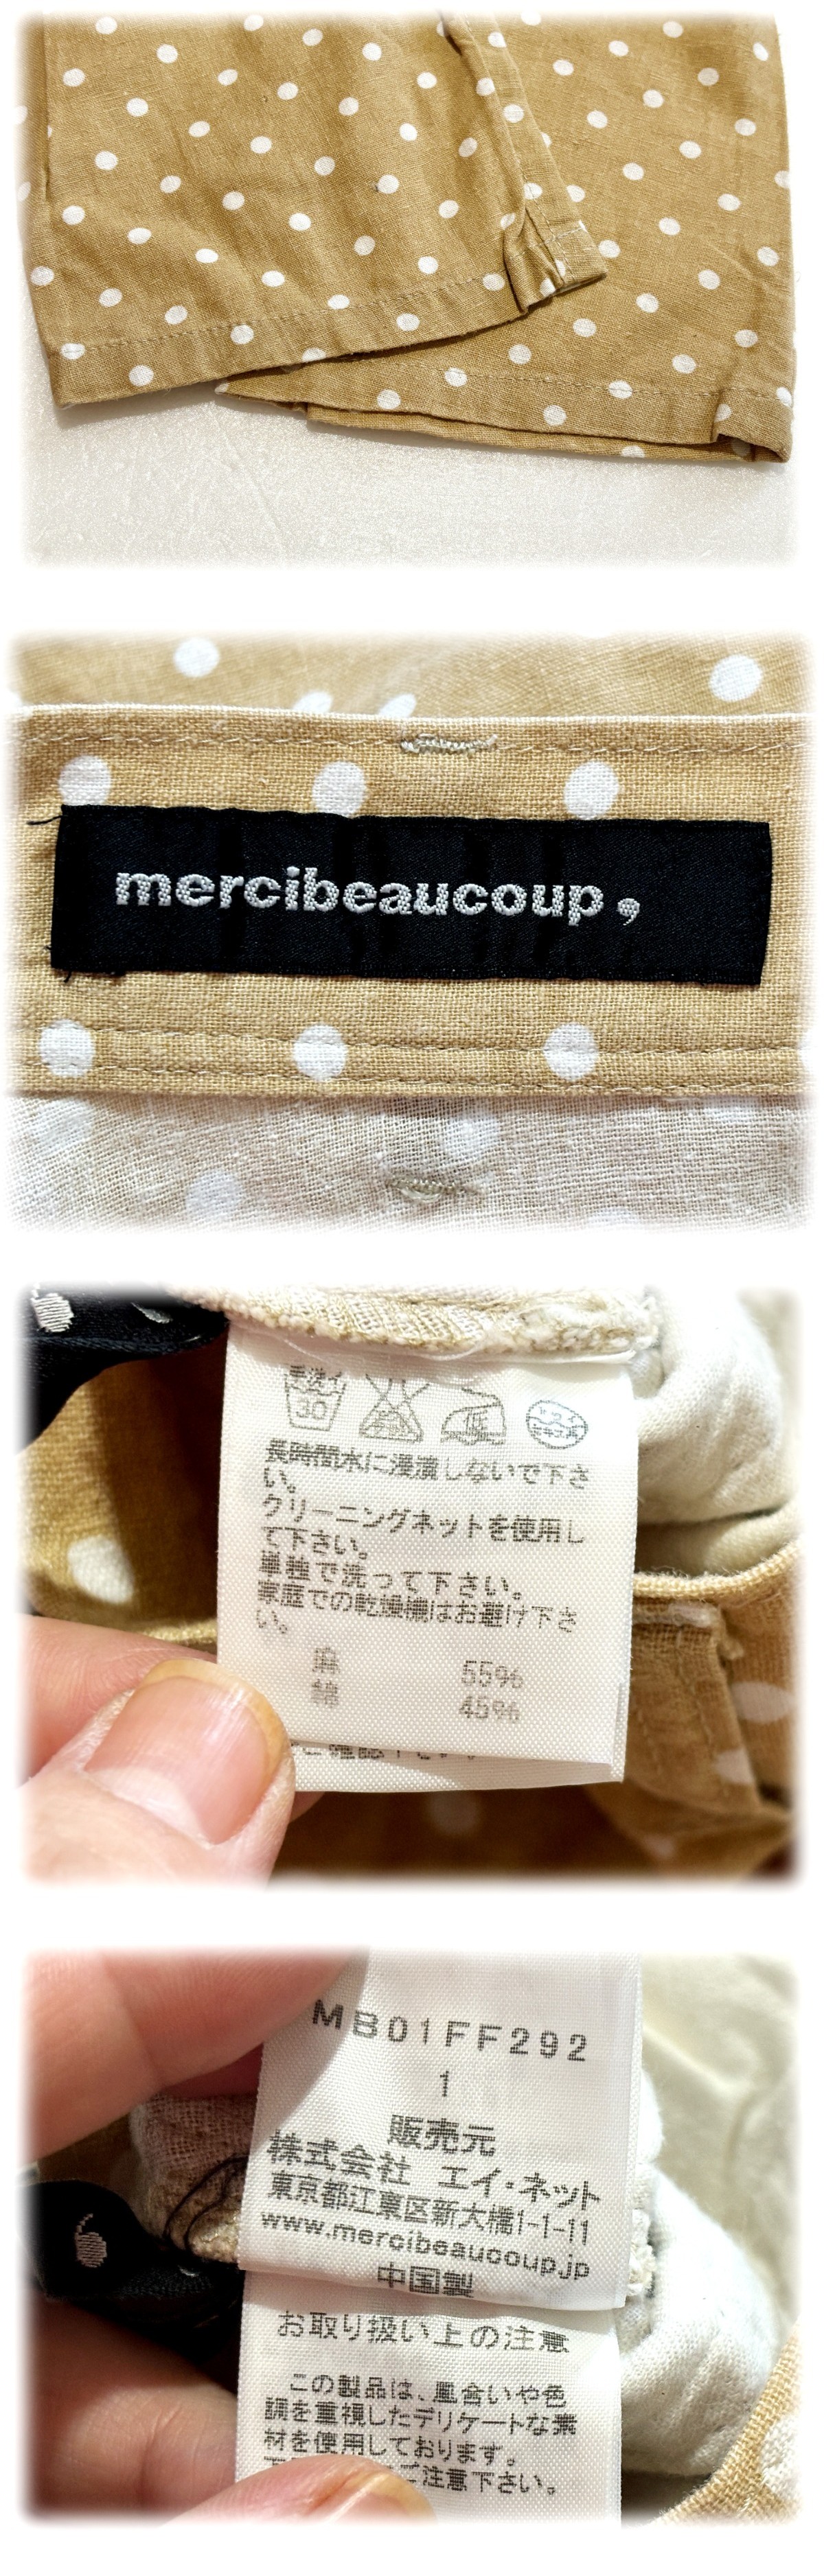 mercibeaucoup,
手洗イ
30
低
ドライ
長時間水に浸漬しないで下さ
い。
クリーニングネットを使用し
て下さい。
単独で洗って下さい。
家庭での乾燥機はお避け下さ
い。
麻 55%
綿 45%
MB01FF292
1
販売元
株式会社 エイ・ネット
東京都江東区新大橋1-1-11
www.mercibeaucoup.jp
中国製
お取り扱い上の注意
この製品は、風合いや色
調を重視したデリケートな素
材を使用しております。
ご注意下さい。